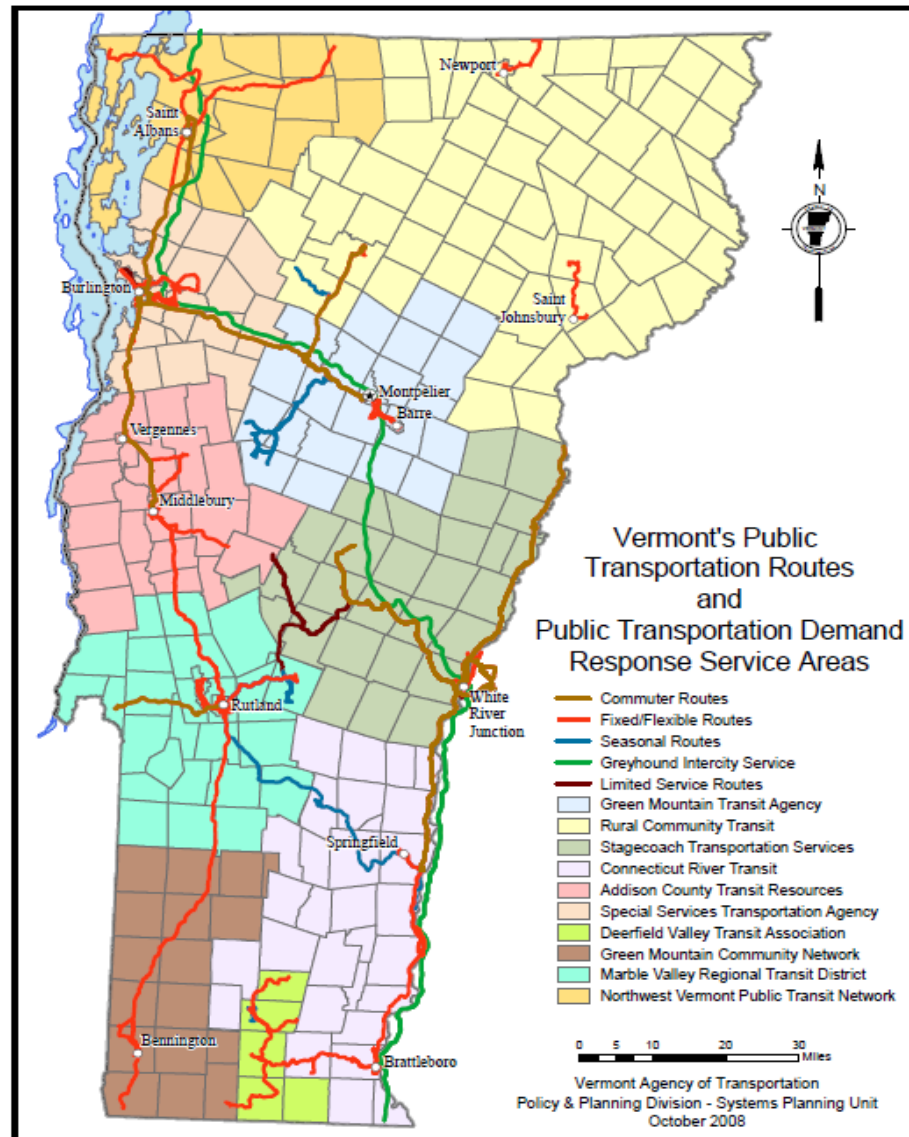 Newport
Saint
Albans
N
Burlington
Saint
Johnsbury
Montpelier
Barre
Vergennes
Middlebury
Vermont's Public
Transportation Routes
and
Public Transportation Demand
Response Service Areas
Rutland
White
River
Junction
Commuter Routes
Fixed/Flexible Routes
Seasonal Routes
Greyhound Intercity Service
Limited Service Routes
Green Mountain Transit Agency
Rural Community Transit
Stagecoach Transportation Services
Connecticut River Transit
Addison County Transit Resources
Special Services Transportation Agency
Deerfield Valley Transit Association
Green Mountain Community Network
Marble Valley Regional Transit District
Northwest Vermont Public Transit Network
Springfield
Bennington
Brattleboro
0 5 10 20 30
Miles
Vermont Agency of Transportation
Policy & Planning Division - Systems Planning Unit
October 2008